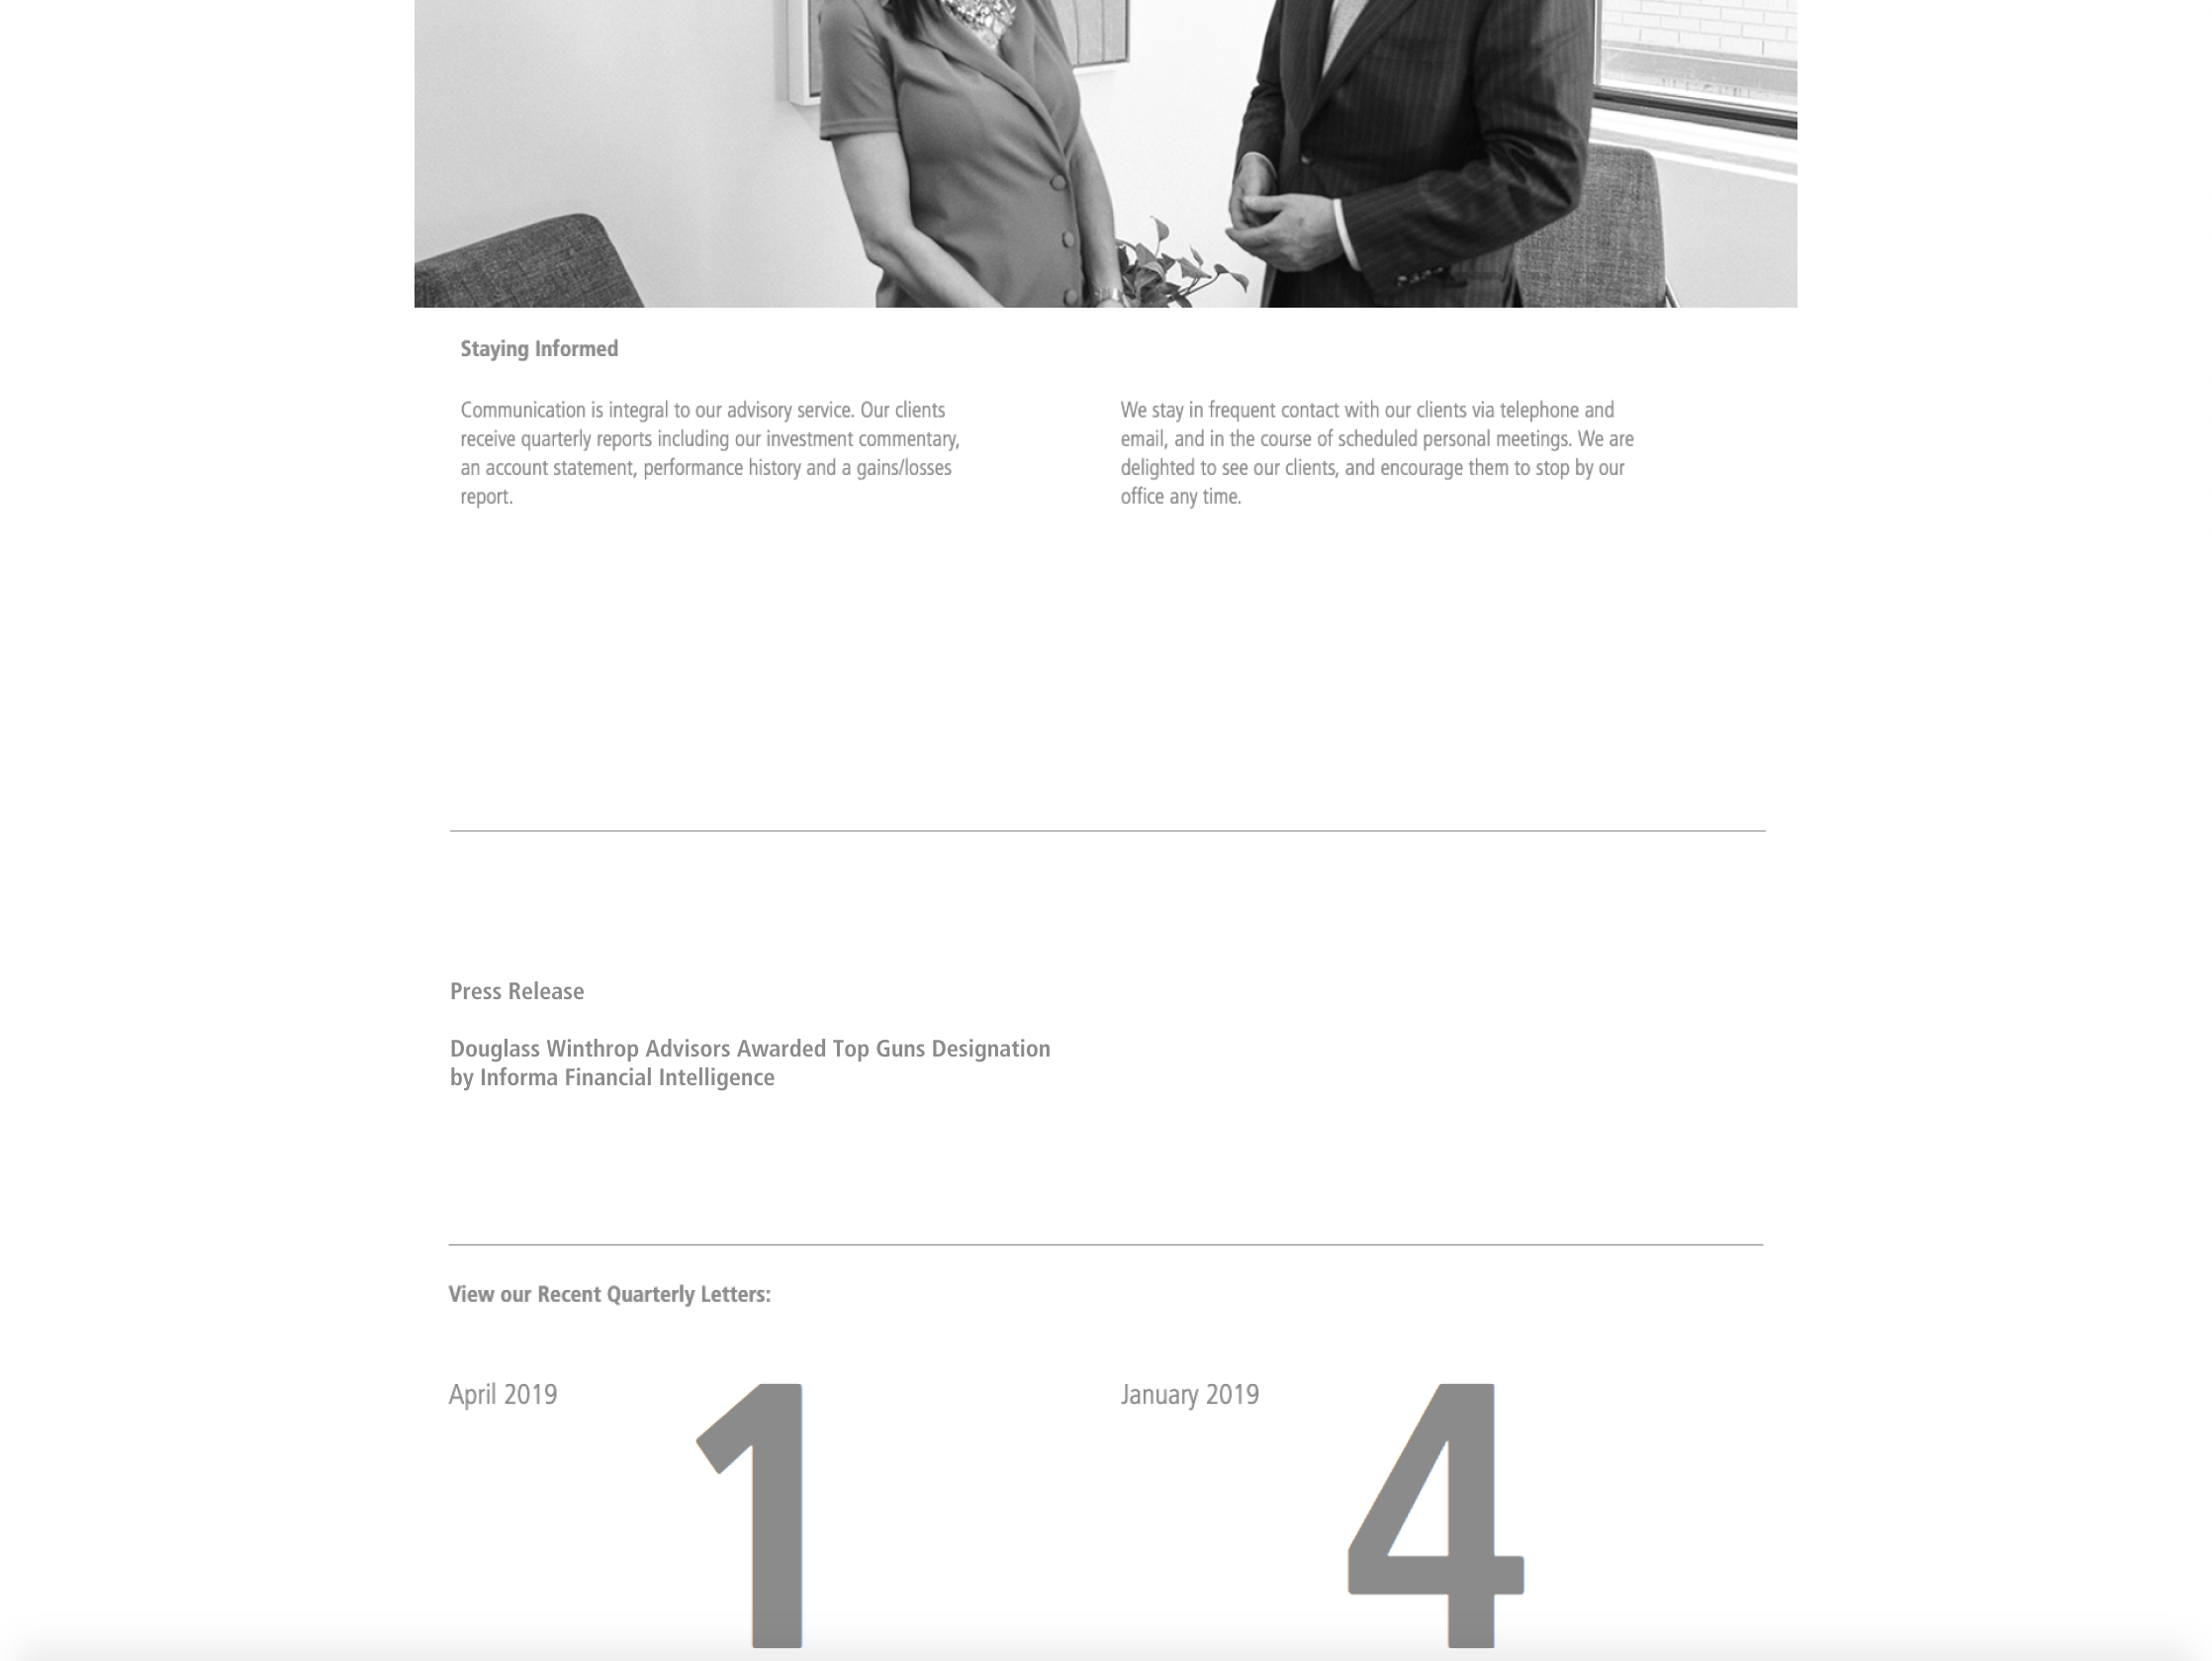 Staying Informed
Communication is integral to our advisory service. Our clients
receive quarterly reports including our investment commentary,
an account statement, performance history and a gains/losses
report.
We stay in frequent contact with our clients via telephone and
email, and in the course of scheduled personal meetings. We are
delighted to see our clients, and encourage them to stop by our
office any time.
Press Release
Douglass Winthrop Advisors Awarded Top Guns Designation
by Informa Financial Intelligence
View our Recent Quarterly Letters:
April 2019
1
January 2019
4